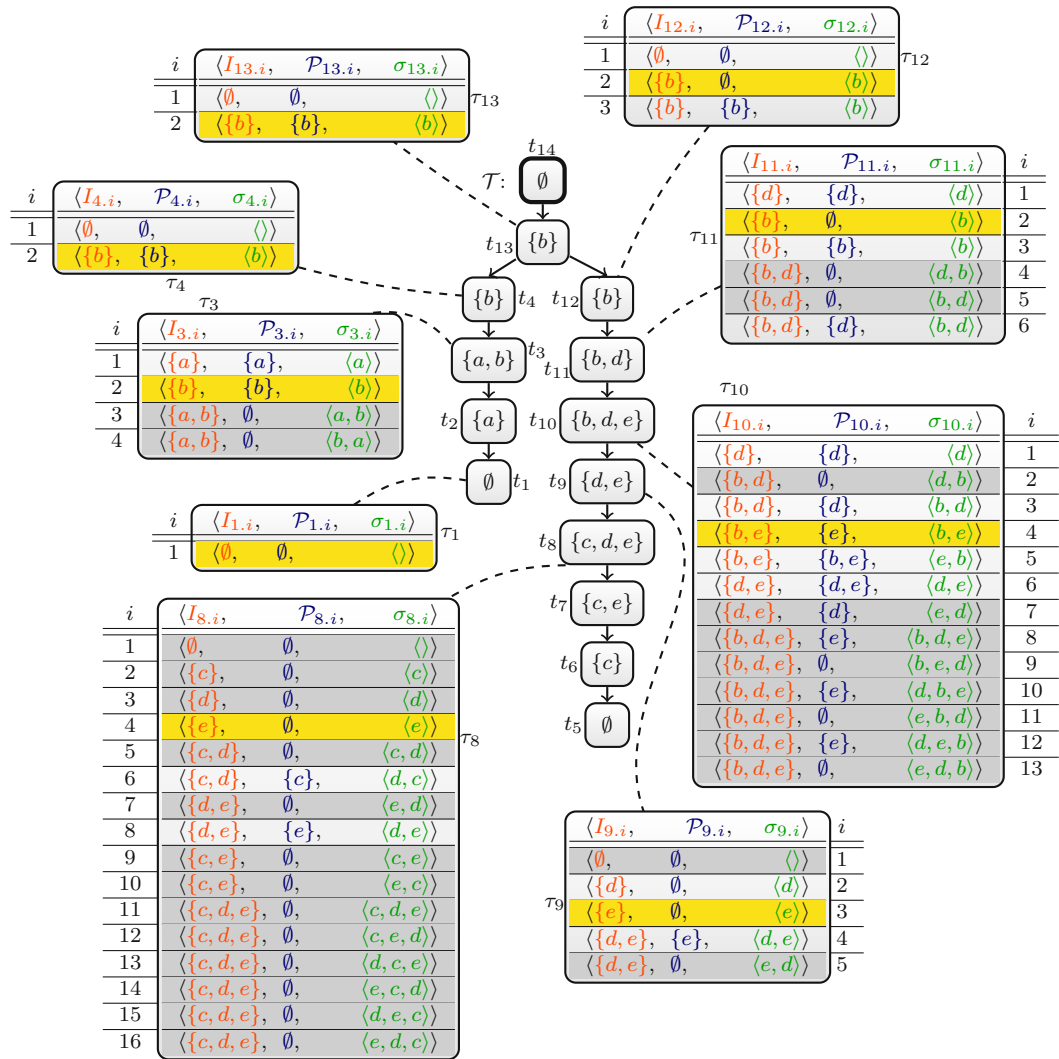 i ⟨I₁₃.ᵢ, 𝒫₁₃.ᵢ, σ₁₃.ᵢ⟩
1 ⟨∅, ∅, ⟨⟩⟩
2 ⟨{b}, {b}, ⟨b⟩⟩
τ₁₃
i ⟨I₁₂.ᵢ, 𝒫₁₂.ᵢ, σ₁₂.ᵢ⟩
1 ⟨∅, ∅, ⟨⟩⟩
2 ⟨{b}, ∅, ⟨b⟩⟩
3 ⟨{b}, {b}, ⟨b⟩⟩
τ₁₂
i ⟨I₄.ᵢ, 𝒫₄.ᵢ, σ₄.ᵢ⟩
1 ⟨∅, ∅, ⟨⟩⟩
2 ⟨{b}, {b}, ⟨b⟩⟩
τ₄
⟨I₁₁.ᵢ, 𝒫₁₁.ᵢ, σ₁₁.ᵢ⟩ i
⟨{d}, {d}, ⟨d⟩⟩ 1
⟨{b}, ∅, ⟨b⟩⟩ 2
⟨{b}, {b}, ⟨b⟩⟩ 3
⟨{b, d}, ∅, ⟨d, b⟩⟩ 4
⟨{b, d}, ∅, ⟨b, d⟩⟩ 5
⟨{b, d}, {d}, ⟨b, d⟩⟩ 6
τ₁₁
t₁₄
𝒯: ∅
t₁₃ {b}
{b} t₄
t₁₂ {b}
{a, b} t₃
t₁₁ {b, d}
t₂ {a}
t₁₀ {b, d, e}
∅ t₁
t₉ {d, e}
t₈ {c, d, e}
t₇ {c, e}
t₆ {c}
t₅ ∅
τ₃
i ⟨I₃.ᵢ, 𝒫₃.ᵢ, σ₃.ᵢ⟩
1 ⟨{a}, {a}, ⟨a⟩⟩
2 ⟨{b}, {b}, ⟨b⟩⟩
3 ⟨{a, b}, ∅, ⟨a, b⟩⟩
4 ⟨{a, b}, ∅, ⟨b, a⟩⟩
τ₁₀
⟨I₁₀.ᵢ, 𝒫₁₀.ᵢ, σ₁₀.ᵢ⟩ i
⟨{d}, {d}, ⟨d⟩⟩ 1
⟨{b, d}, ∅, ⟨d, b⟩⟩ 2
⟨{b, d}, {d}, ⟨b, d⟩⟩ 3
⟨{b, e}, {e}, ⟨b, e⟩⟩ 4
⟨{b, e}, {b, e}, ⟨e, b⟩⟩ 5
⟨{d, e}, {d, e}, ⟨d, e⟩⟩ 6
⟨{d, e}, {d}, ⟨e, d⟩⟩ 7
⟨{b, d, e}, {e}, ⟨b, d, e⟩⟩ 8
⟨{b, d, e}, ∅, ⟨b, e, d⟩⟩ 9
⟨{b, d, e}, {e}, ⟨d, b, e⟩⟩ 10
⟨{b, d, e}, ∅, ⟨e, b, d⟩⟩ 11
⟨{b, d, e}, {e}, ⟨d, e, b⟩⟩ 12
⟨{b, d, e}, ∅, ⟨e, d, b⟩⟩ 13
i ⟨I₁.ᵢ, 𝒫₁.ᵢ, σ₁.ᵢ⟩
1 ⟨∅, ∅, ⟨⟩⟩
τ₁
i ⟨I₈.ᵢ, 𝒫₈.ᵢ, σ₈.ᵢ⟩
1 ⟨∅, ∅, ⟨⟩⟩
2 ⟨{c}, ∅, ⟨c⟩⟩
3 ⟨{d}, ∅, ⟨d⟩⟩
4 ⟨{e}, ∅, ⟨e⟩⟩
5 ⟨{c, d}, ∅, ⟨c, d⟩⟩
6 ⟨{c, d}, {c}, ⟨d, c⟩⟩
7 ⟨{d, e}, ∅, ⟨e, d⟩⟩
8 ⟨{d, e}, {e}, ⟨d, e⟩⟩
9 ⟨{c, e}, ∅, ⟨c, e⟩⟩
10 ⟨{c, e}, ∅, ⟨e, c⟩⟩
11 ⟨{c, d, e}, ∅, ⟨c, d, e⟩⟩
12 ⟨{c, d, e}, ∅, ⟨c, e, d⟩⟩
13 ⟨{c, d, e}, ∅, ⟨d, c, e⟩⟩
14 ⟨{c, d, e}, ∅, ⟨e, c, d⟩⟩
15 ⟨{c, d, e}, ∅, ⟨d, e, c⟩⟩
16 ⟨{c, d, e}, ∅, ⟨e, d, c⟩⟩
τ₈
⟨I₉.ᵢ, 𝒫₉.ᵢ, σ₉.ᵢ⟩ i
⟨∅, ∅, ⟨⟩⟩ 1
⟨{d}, ∅, ⟨d⟩⟩ 2
⟨{e}, ∅, ⟨e⟩⟩ 3
⟨{d, e}, {e}, ⟨d, e⟩⟩ 4
⟨{d, e}, ∅, ⟨e, d⟩⟩ 5
τ₉